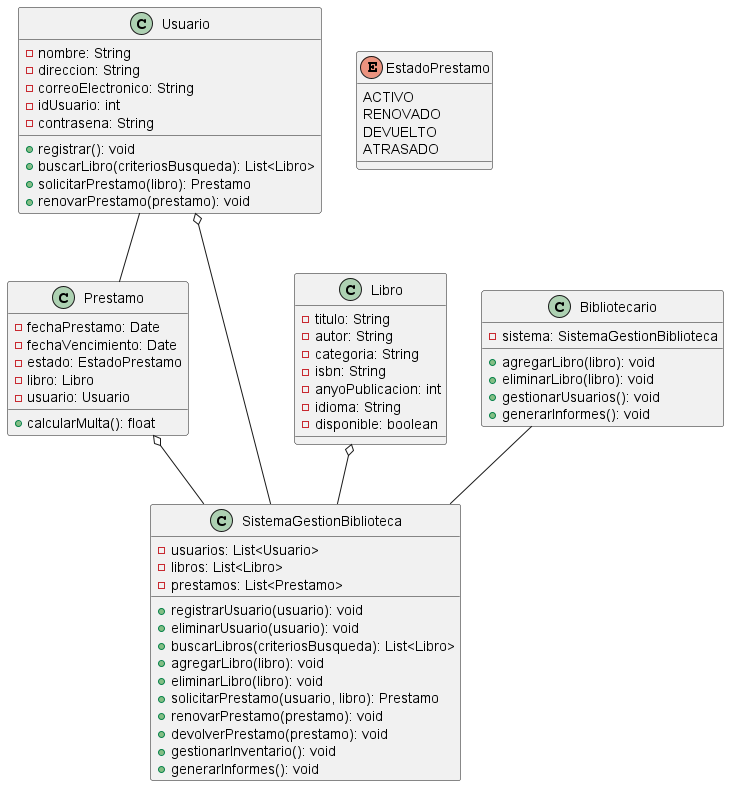 C Usuario
nombre: String
direccion: String
correoElectronico: String
idUsuario: int
contrasena: String
registrar(): void
buscarLibro(criteriosBusqueda): List<Libro>
solicitarPrestamo(libro): Prestamo
renovarPrestamo(prestamo): void
E EstadoPrestamo
ACTIVO
RENOVADO
DEVUELTO
ATRASADO
C Prestamo
fechaPrestamo: Date
fechaVencimiento: Date
estado: EstadoPrestamo
libro: Libro
usuario: Usuario
calcularMulta(): float
C Libro
titulo: String
autor: String
categoria: String
isbn: String
anyoPublicacion: int
idioma: String
disponible: boolean
C Bibliotecario
sistema: SistemaGestionBiblioteca
agregarLibro(libro): void
eliminarLibro(libro): void
gestionarUsuarios(): void
generarInformes(): void
C SistemaGestionBiblioteca
usuarios: List<Usuario>
libros: List<Libro>
prestamos: List<Prestamo>
registrarUsuario(usuario): void
eliminarUsuario(usuario): void
buscarLibros(criteriosBusqueda): List<Libro>
agregarLibro(libro): void
eliminarLibro(libro): void
solicitarPrestamo(usuario, libro): Prestamo
renovarPrestamo(prestamo): void
devolverPrestamo(prestamo): void
gestionarInventario(): void
generarInformes(): void